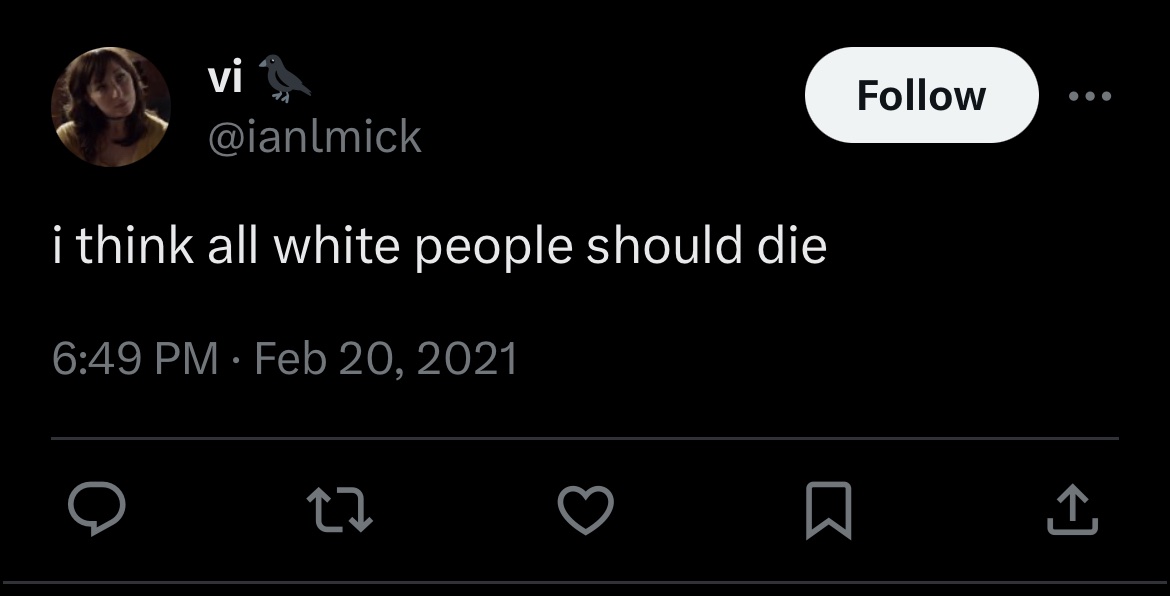 vi 🐦‍⬛
@ianlmick
Follow
i think all white people should die
6:49 PM · Feb 20, 2021